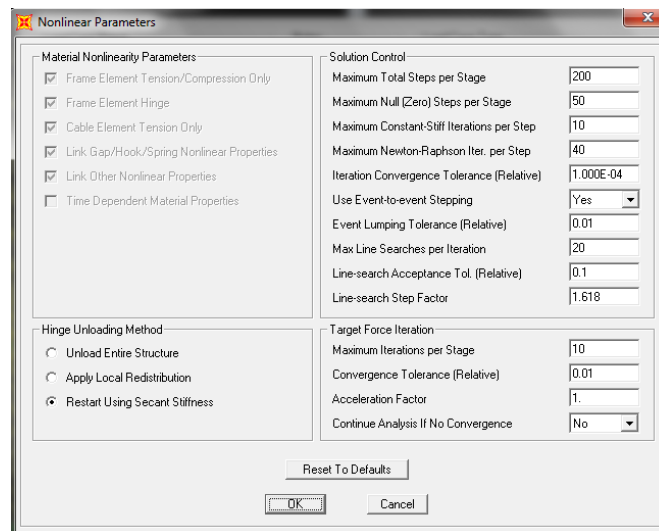 Nonlinear Parameters
Material Nonlinearity Parameters
Frame Element Tension/Compression Only
Frame Element Hinge
Cable Element Tension Only
Link Gap/Hook/Spring Nonlinear Properties
Link Other Nonlinear Properties
Time Dependent Material Properties
Solution Control
Maximum Total Steps per Stage 200
Maximum Null (Zero) Steps per Stage 50
Maximum Constant-Stiff Iterations per Step 10
Maximum Newton-Raphson Iter. per Step 40
Iteration Convergence Tolerance (Relative) 1.000E-04
Use Event-to-event Stepping Yes
Event Lumping Tolerance (Relative) 0.01
Max Line Searches per Iteration 20
Line-search Acceptance Tol. (Relative) 0.1
Line-search Step Factor 1.618
Hinge Unloading Method
Unload Entire Structure
Apply Local Redistribution
Restart Using Secant Stiffness
Target Force Iteration
Maximum Iterations per Stage 10
Convergence Tolerance (Relative) 0.01
Acceleration Factor 1.
Continue Analysis If No Convergence No
Reset To Defaults
OK Cancel